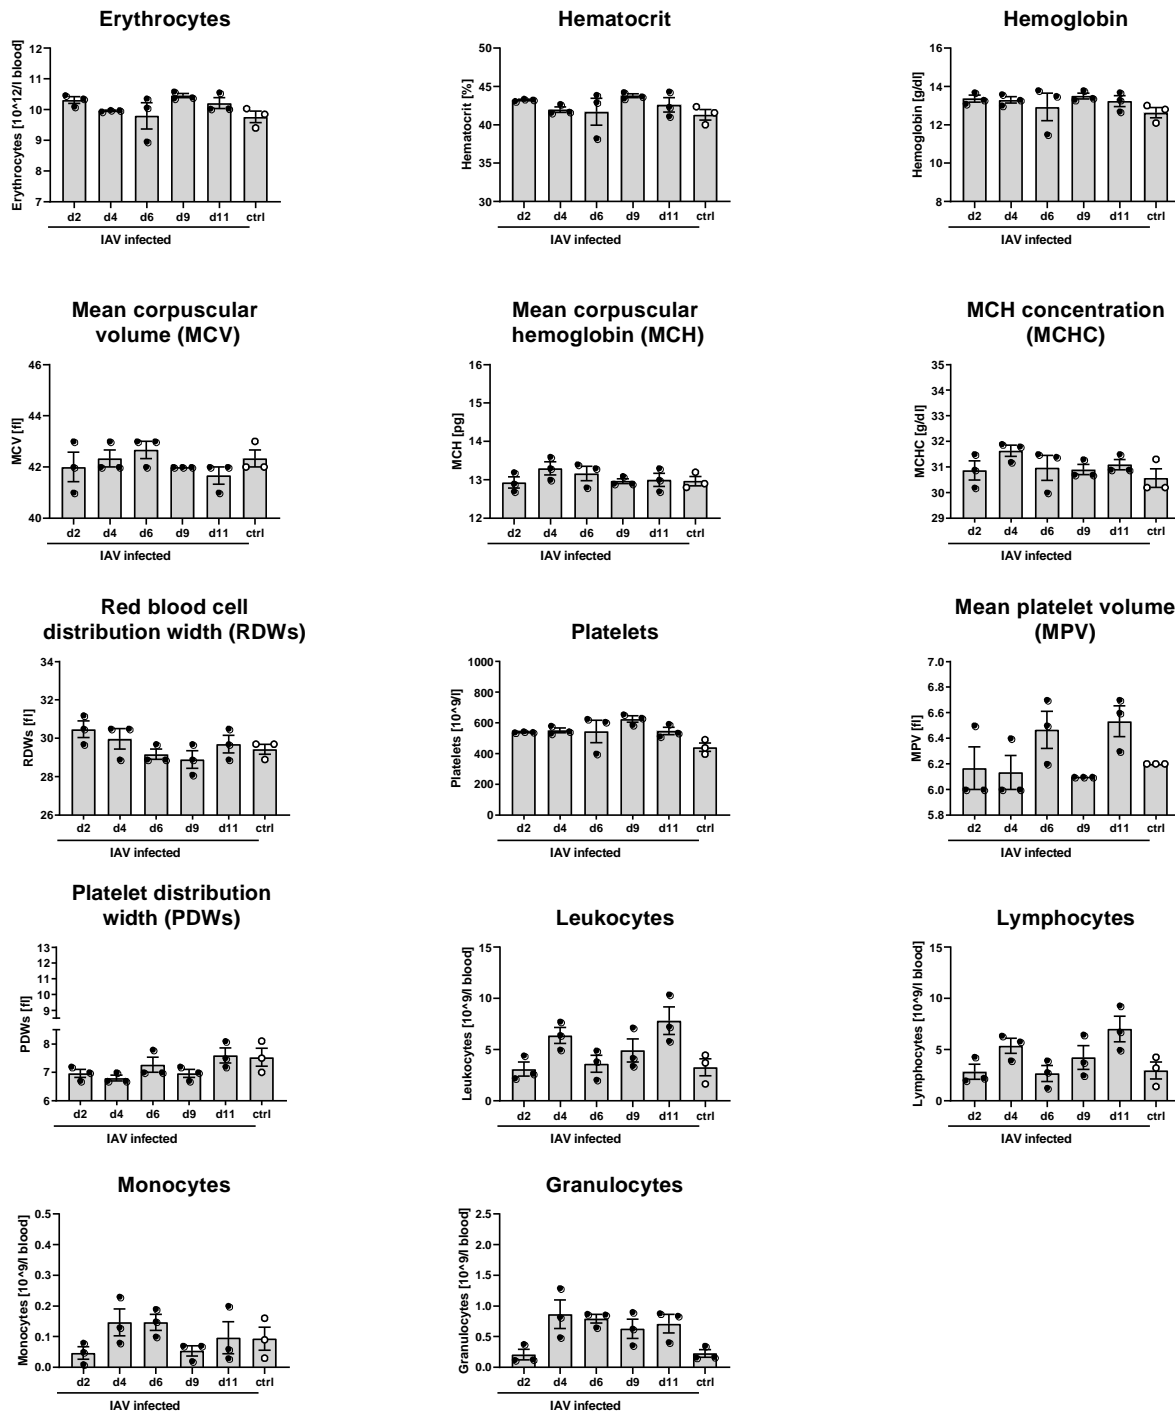 Erythrocytes
Erythrocytes [10^12/l blood]
12
11
10
9
8
7
d2 d4 d6 d9 d11 ctrl
IAV infected
Hematocrit
Hematocrit [%]
50
45
40
35
30
d2 d4 d6 d9 d11 ctrl
IAV infected
Hemoglobin
Hemoglobin [g/dl]
16
14
12
10
8
d2 d4 d6 d9 d11 ctrl
IAV infected
Mean corpuscular
volume (MCV)
MCV [fl]
46
44
42
40
d2 d4 d6 d9 d11 ctrl
IAV infected
Mean corpuscular
hemoglobin (MCH)
MCH [pg]
16
15
14
13
12
d2 d4 d6 d9 d11 ctrl
IAV infected
MCH concentration
(MCHC)
MCHC [g/dl]
35
34
33
32
31
30
29
d2 d4 d6 d9 d11 ctrl
IAV infected
Red blood cell
distribution width (RDWs)
RDWs [fl]
34
32
30
28
26
d2 d4 d6 d9 d11 ctrl
IAV infected
Platelets
Platelets [10^9/l]
1000
800
600
400
200
0
d2 d4 d6 d9 d11 ctrl
IAV infected
Mean platelet volume
(MPV)
MPV [fl]
7.0
6.8
6.6
6.4
6.2
6.0
5.8
d2 d4 d6 d9 d11 ctrl
IAV infected
Platelet distribution
width (PDWs)
PDWs [fl]
13
12
11
10
9
8
7
6
d2 d4 d6 d9 d11 ctrl
IAV infected
Leukocytes
Leukocytes [10^9/l blood]
15
10
5
0
d2 d4 d6 d9 d11 ctrl
IAV infected
Lymphocytes
Lymphocytes [10^9/l blood]
15
10
5
0
d2 d4 d6 d9 d11 ctrl
IAV infected
Monocytes
Monocytes [10^9/l blood]
0.5
0.4
0.3
0.2
0.1
0.0
d2 d4 d6 d9 d11 ctrl
IAV infected
Granulocytes
Granulocytes [10^9/l blood]
2.5
2.0
1.5
1.0
0.5
0.0
d2 d4 d6 d9 d11 ctrl
IAV infected